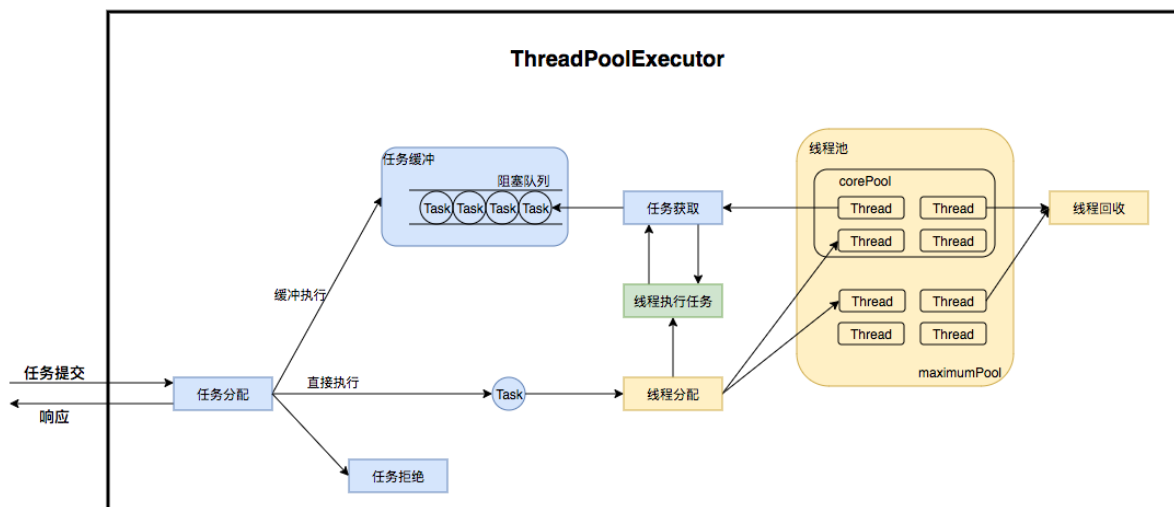 ThreadPoolExecutor
任务缓冲
阻塞队列
Task Task Task Task
任务获取
线程池
corePool
Thread Thread
Thread Thread
线程回收
缓冲执行
线程执行任务
Thread Thread
Thread Thread
maximumPool
任务提交
响应
任务分配
直接执行
Task
线程分配
任务拒绝